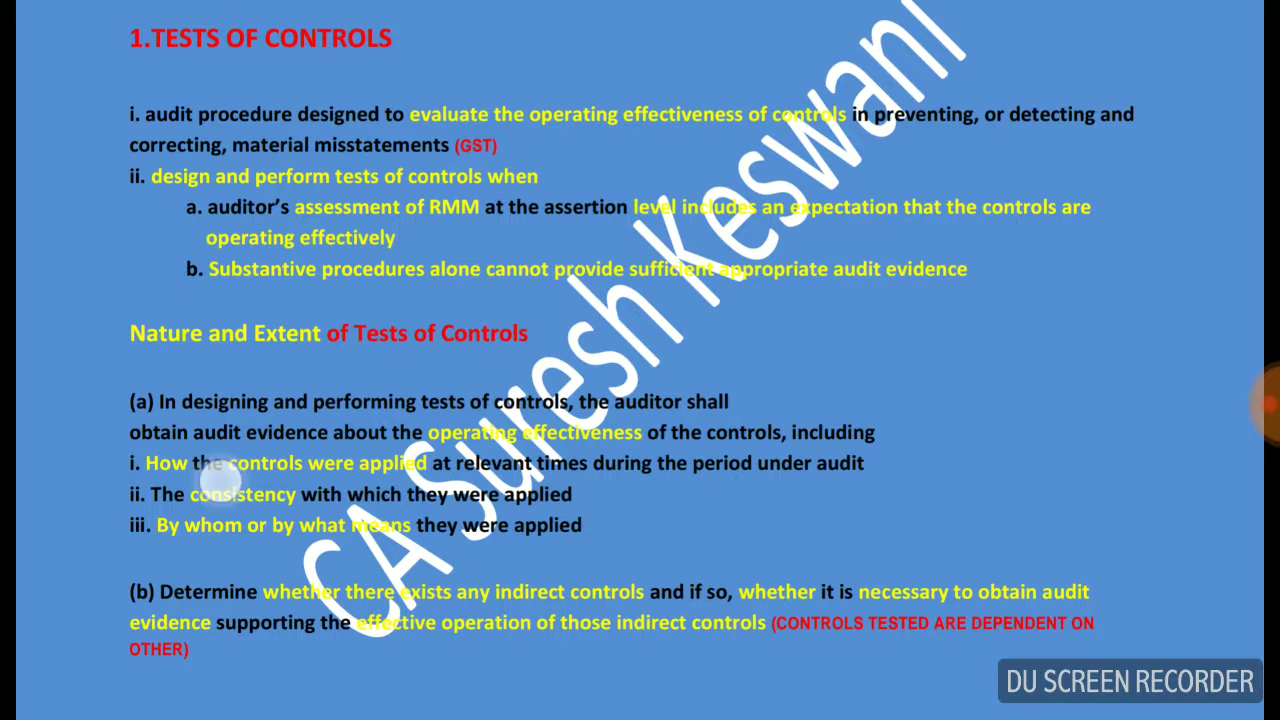 1.TESTS OF CONTROLS
i. audit procedure designed to evaluate the operating effectiveness of controls in preventing, or detecting and
correcting, material misstatements (GST)
ii. design and perform tests of controls when
a. auditor’s assessment of RMM at the assertion level includes an expectation that the controls are
operating effectively
b. Substantive procedures alone cannot provide sufficient appropriate audit evidence
Nature and Extent of Tests of Controls
(a) In designing and performing tests of controls, the auditor shall
obtain audit evidence about the operating effectiveness of the controls, including
i. How the controls were applied at relevant times during the period under audit
ii. The consistency with which they were applied
iii. By whom or by what means they were applied
(b) Determine whether there exists any indirect controls and if so, whether it is necessary to obtain audit
evidence supporting the effective operation of those indirect controls (CONTROLS TESTED ARE DEPENDENT ON
OTHER)
CA Suresh Keswani
DU SCREEN RECORDER